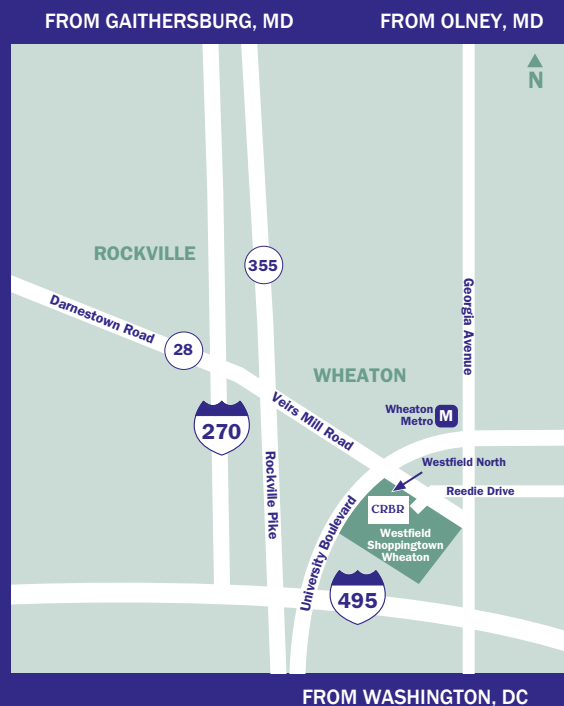 FROM GAITHERSBURG, MD
FROM OLNEY, MD
N
ROCKVILLE
355
Georgia Avenue
Darnestown Road
28
WHEATON
270
Veirs Mill Road
Wheaton
Metro
M
Rockville Pike
Westfield North
Reedie Drive
CRBR
Westfield
Shoppingtown
Wheaton
University Boulevard
495
FROM WASHINGTON, DC